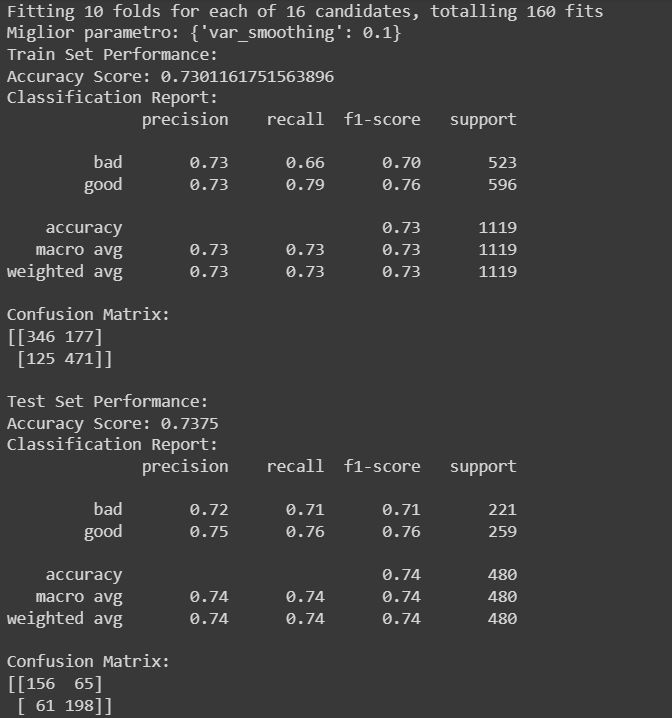 Fitting 10 folds for each of 16 candidates, totalling 160 fits
Miglior parametro: {'var_smoothing': 0.1}
Train Set Performance:
Accuracy Score: 0.7301161751563896
Classification Report:
              precision    recall  f1-score   support

         bad       0.73      0.66      0.70       523
        good       0.73      0.79      0.76       596

    accuracy                           0.73      1119
   macro avg       0.73      0.73      0.73      1119
weighted avg       0.73      0.73      0.73      1119

Confusion Matrix:
[[346 177]
 [125 471]]

Test Set Performance:
Accuracy Score: 0.7375
Classification Report:
              precision    recall  f1-score   support

         bad       0.72      0.71      0.71       221
        good       0.75      0.76      0.76       259

    accuracy                           0.74       480
   macro avg       0.74      0.74      0.74       480
weighted avg       0.74      0.74      0.74       480

Confusion Matrix:
[[156  65]
 [ 61 198]]